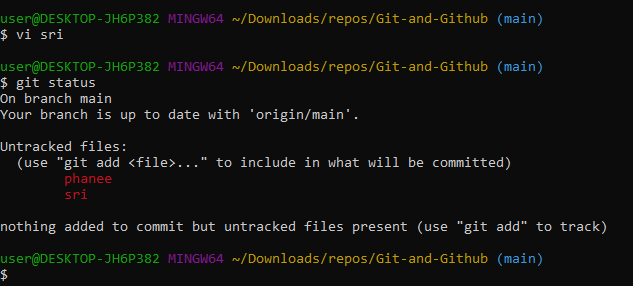 user@DESKTOP-JH6P382 MINGW64 ~/Downloads/repos/Git-and-Github (main)
$ vi sri
user@DESKTOP-JH6P382 MINGW64 ~/Downloads/repos/Git-and-Github (main)
$ git status
On branch main
Your branch is up to date with 'origin/main'.
Untracked files:
  (use "git add <file>..." to include in what will be committed)
        phanee
        sri
nothing added to commit but untracked files present (use "git add" to track)
user@DESKTOP-JH6P382 MINGW64 ~/Downloads/repos/Git-and-Github (main)
$